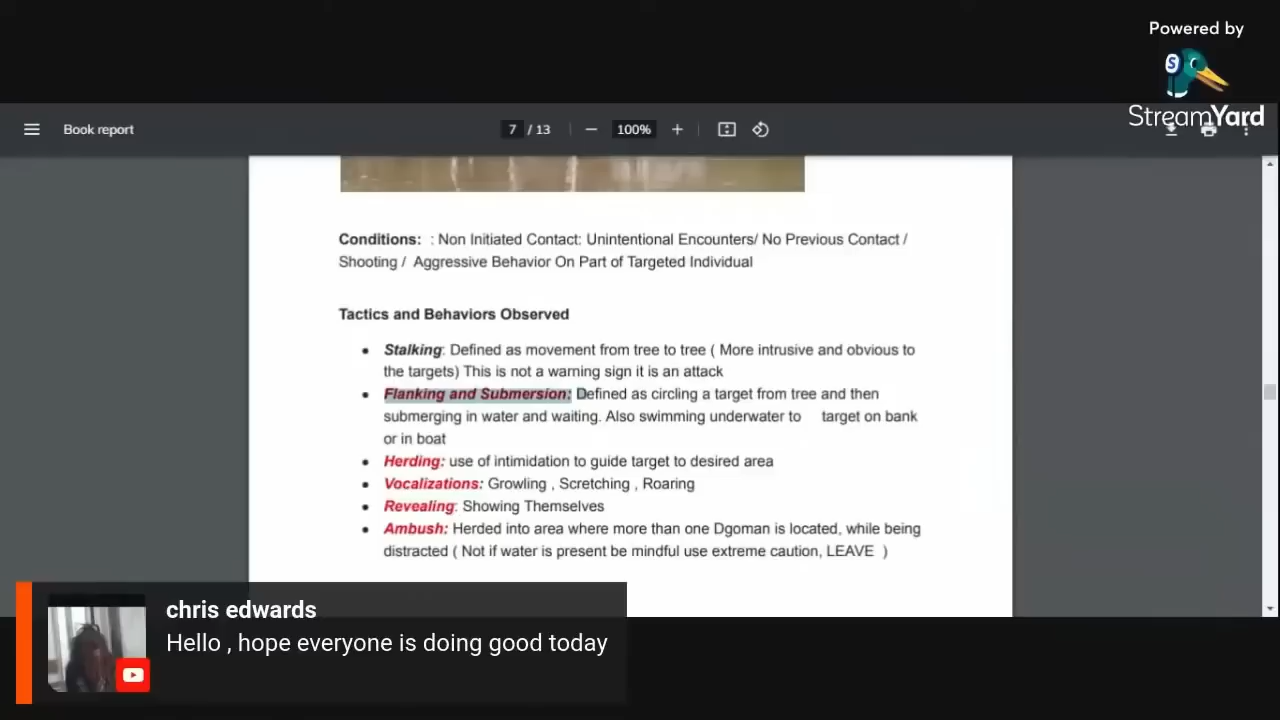 Powered by
StreamYard
Book report
7 / 13
100%
Conditions:  : Non Initiated Contact: Unintentional Encounters/ No Previous Contact /
Shooting /  Aggressive Behavior On Part of Targeted Individual
Tactics and Behaviors Observed
• Stalking: Defined as movement from tree to tree ( More intrusive and obvious to
the targets) This is not a warning sign it is an attack
• Flanking and Submersion: Defined as circling a target from tree and then
submerging in water and waiting. Also swimming underwater to    target on bank
or in boat
• Herding: use of intimidation to guide target to desired area
• Vocalizations: Growling , Scretching , Roaring
• Revealing: Showing Themselves
• Ambush: Herded into area where more than one Dgoman is located, while being
distracted ( Not if water is present be mindful use extreme caution, LEAVE  )
chris edwards
Hello , hope everyone is doing good today